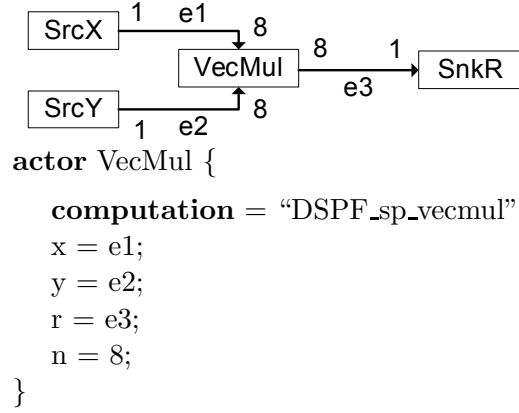 1 e1
SrcX
8
VecMul
8 1
SnkR
e3
SrcY
8
1 e2
actor VecMul {
computation = “DSPF_sp_vecmul”
x = e1;
y = e2;
r = e3;
n = 8;
}